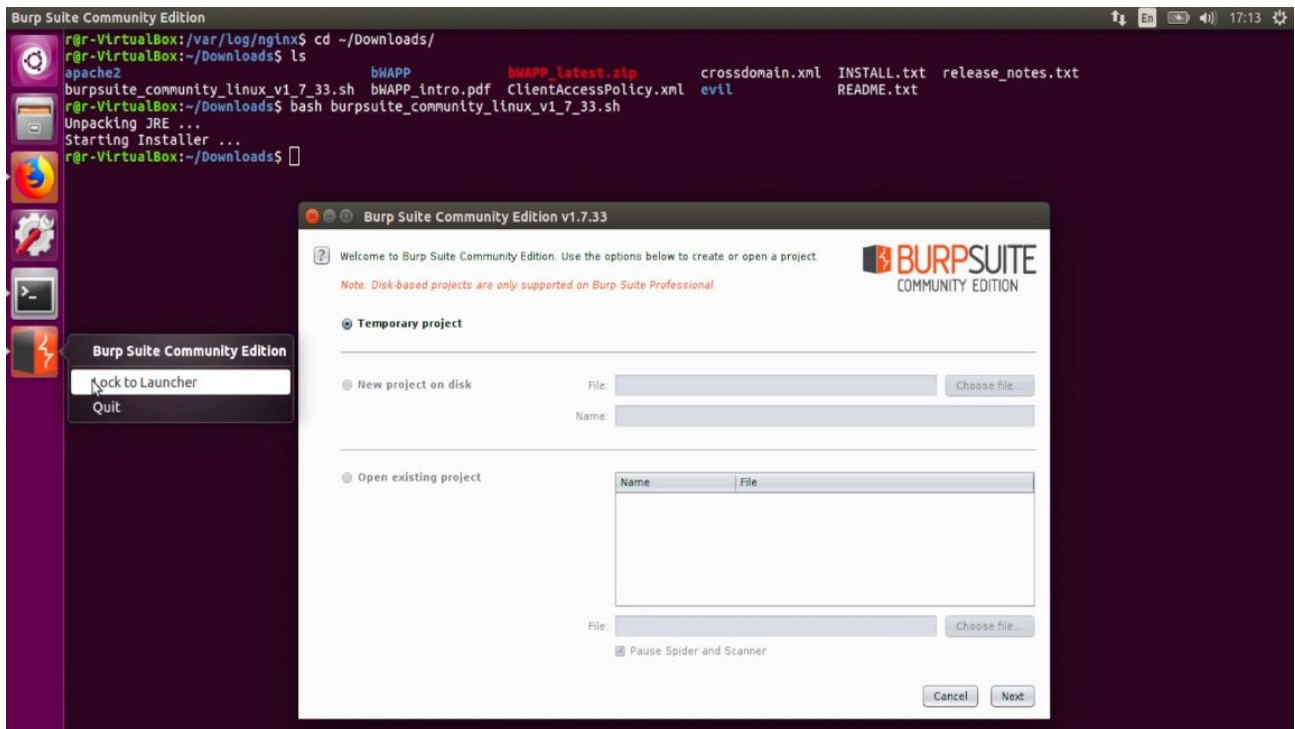 Burp Suite Community Edition
En 17:13
r@r-VirtualBox:/var/log/nginx$ cd ~/Downloads/
r@r-VirtualBox:~/Downloads$ ls
apache2 bWAPP bWAPP_latest.zip crossdomain.xml INSTALL.txt release_notes.txt
burpsuite_community_linux_v1_7_33.sh bWAPP_intro.pdf ClientAccessPolicy.xml evil README.txt
r@r-VirtualBox:~/Downloads$ bash burpsuite_community_linux_v1_7_33.sh
Unpacking JRE ...
Starting Installer ...
r@r-VirtualBox:~/Downloads$
Burp Suite Community Edition
Lock to Launcher
Quit
Burp Suite Community Edition v1.7.33
? Welcome to Burp Suite Community Edition. Use the options below to create or open a project.
Note: Disk-based projects are only supported on Burp Suite Professional.
BURPSUITE
COMMUNITY EDITION
Temporary project
New project on disk File: Choose file...
Name:
Open existing project
Name File
File: Choose file...
Pause Spider and Scanner
Cancel Next